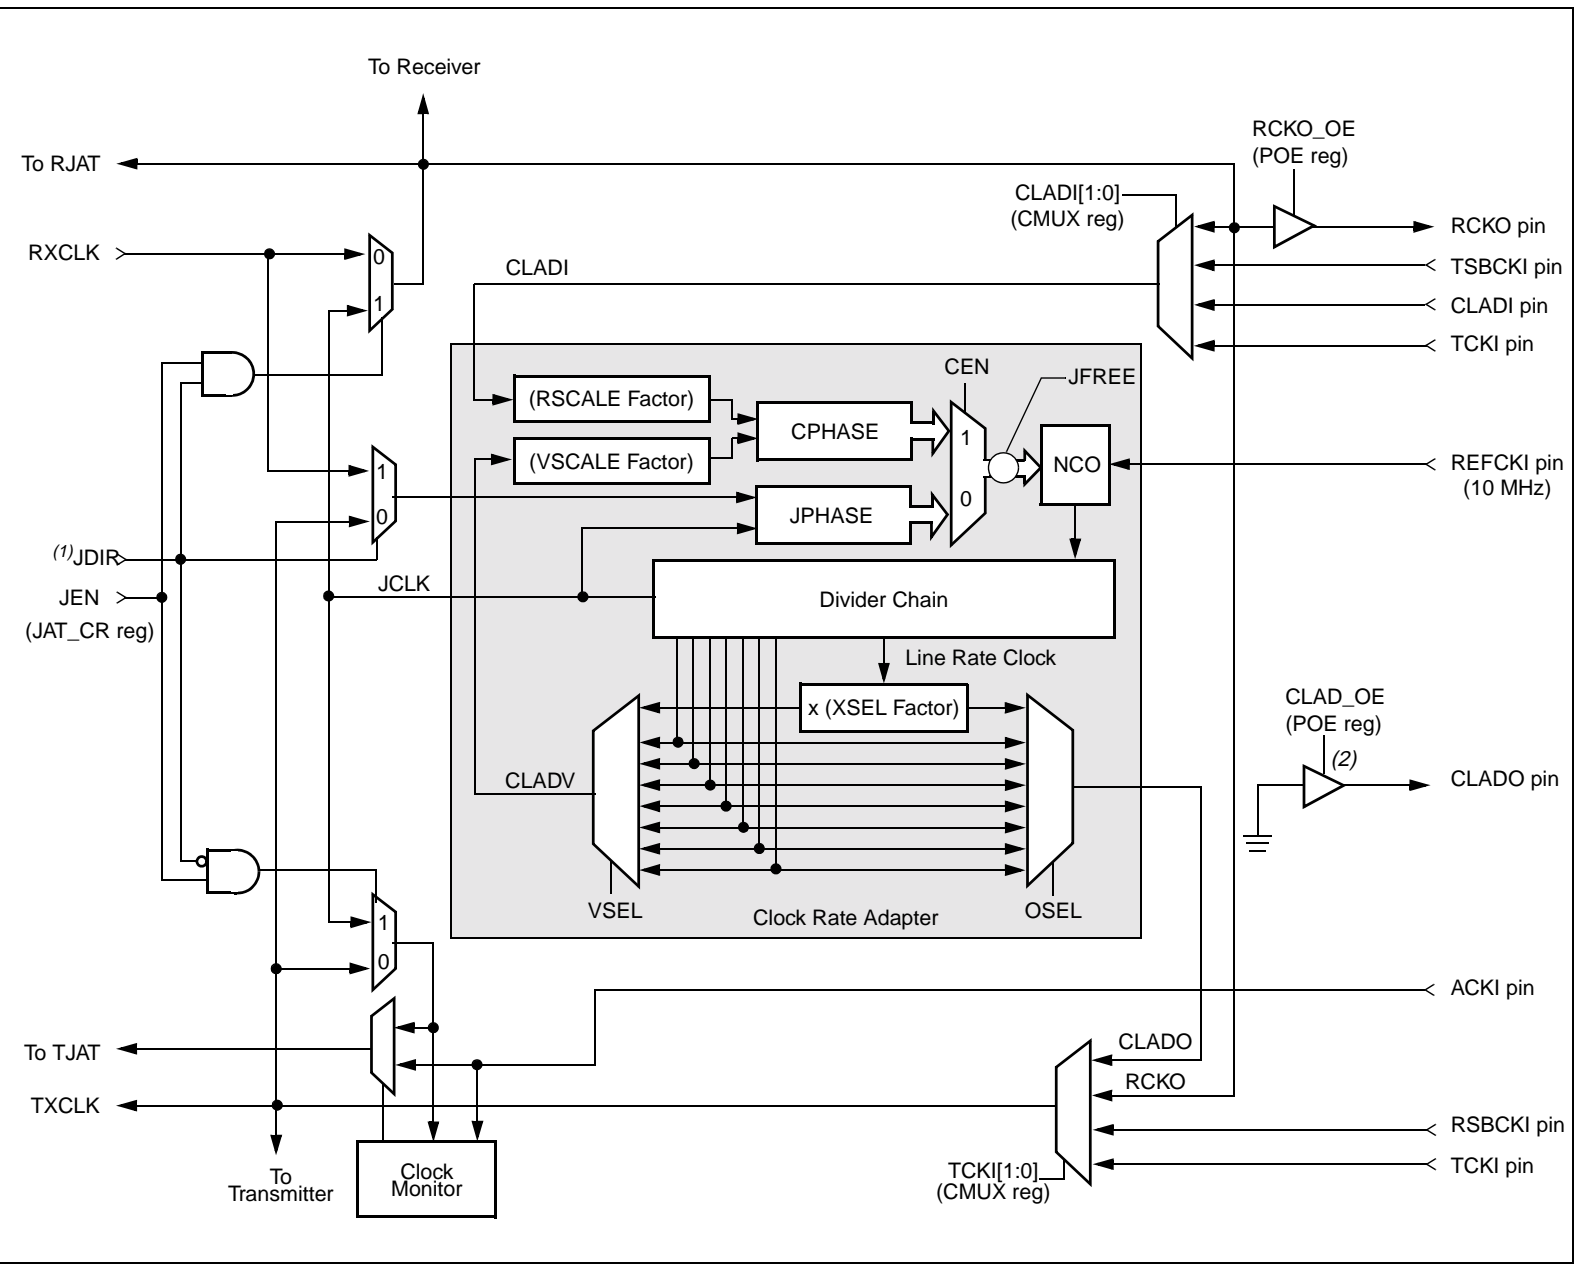 To Receiver
RCKO_OE
(POE reg)
To RJAT
CLADI[1:0]
(CMUX reg)
RCKO pin
RXCLK
0
1
CLADI
TSBCKI pin
CLADI pin
TCKI pin
CEN
JFREE
(RSCALE Factor)
CPHASE
1
(VSCALE Factor)
NCO
REFCKI pin
(10 MHz)
1
0
JPHASE
0
(1)JDIR
JEN
(JAT_CR reg)
JCLK
Divider Chain
Line Rate Clock
x (XSEL Factor)
CLAD_OE
(POE reg)
(2)
CLADV
CLADO pin
VSEL
Clock Rate Adapter
OSEL
1
0
ACKI pin
To TJAT
CLADO
TXCLK
RCKO
RSBCKI pin
TCKI pin
To
Transmitter
Clock
Monitor
TCKI[1:0]
(CMUX reg)